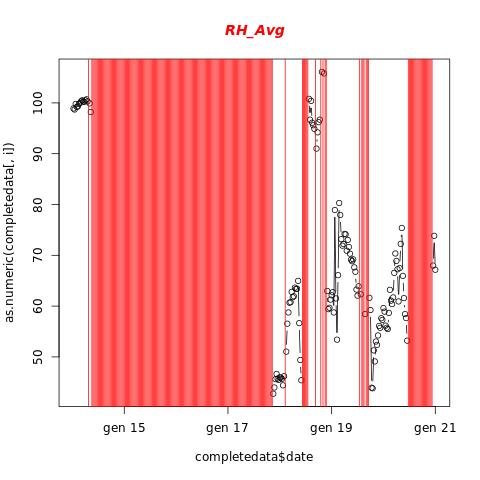 RH_Avg
as.numeric(completedata[, i])
100
90
80
70
60
50
gen 15
gen 17
gen 19
gen 21
completedata$date